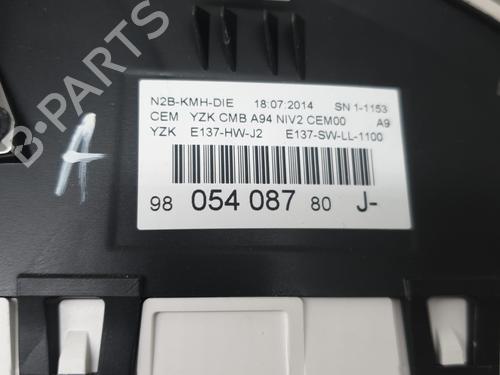 N2B-KMH-DIE 18.07.2014 SN 1-1153
CEM YZK CMB A94 NIV2 CEM00 A9
YZK E137-HW-J2 E137-SW-LL-1100
98 054 087 80 J-
A